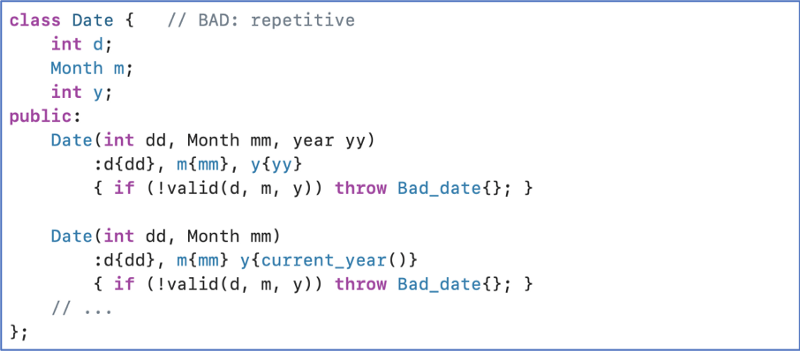 class Date {   // BAD: repetitive
    int d;
    Month m;
    int y;
public:
    Date(int dd, Month mm, year yy)
        :d{dd}, m{mm}, y{yy}
        { if (!valid(d, m, y)) throw Bad_date{}; }

    Date(int dd, Month mm)
        :d{dd}, m{mm} y{current_year()}
        { if (!valid(d, m, y)) throw Bad_date{}; }
    // ...
};